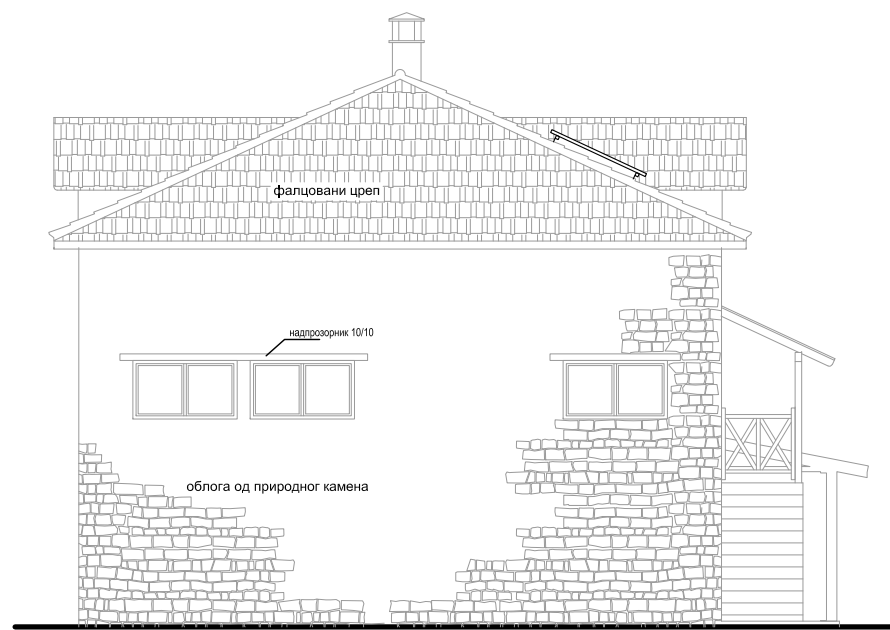 фалцовани цреп
надпрозорник 10/10
облога од природног камена